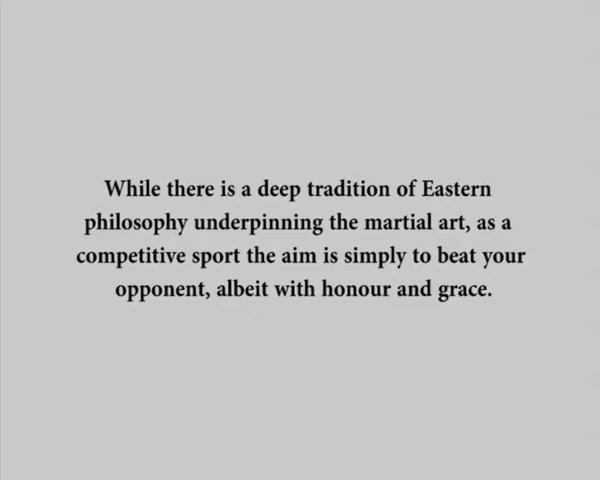 While there is a deep tradition of Eastern
philosophy underpinning the martial art, as a
competitive sport the aim is simply to beat your
opponent, albeit with honour and grace.